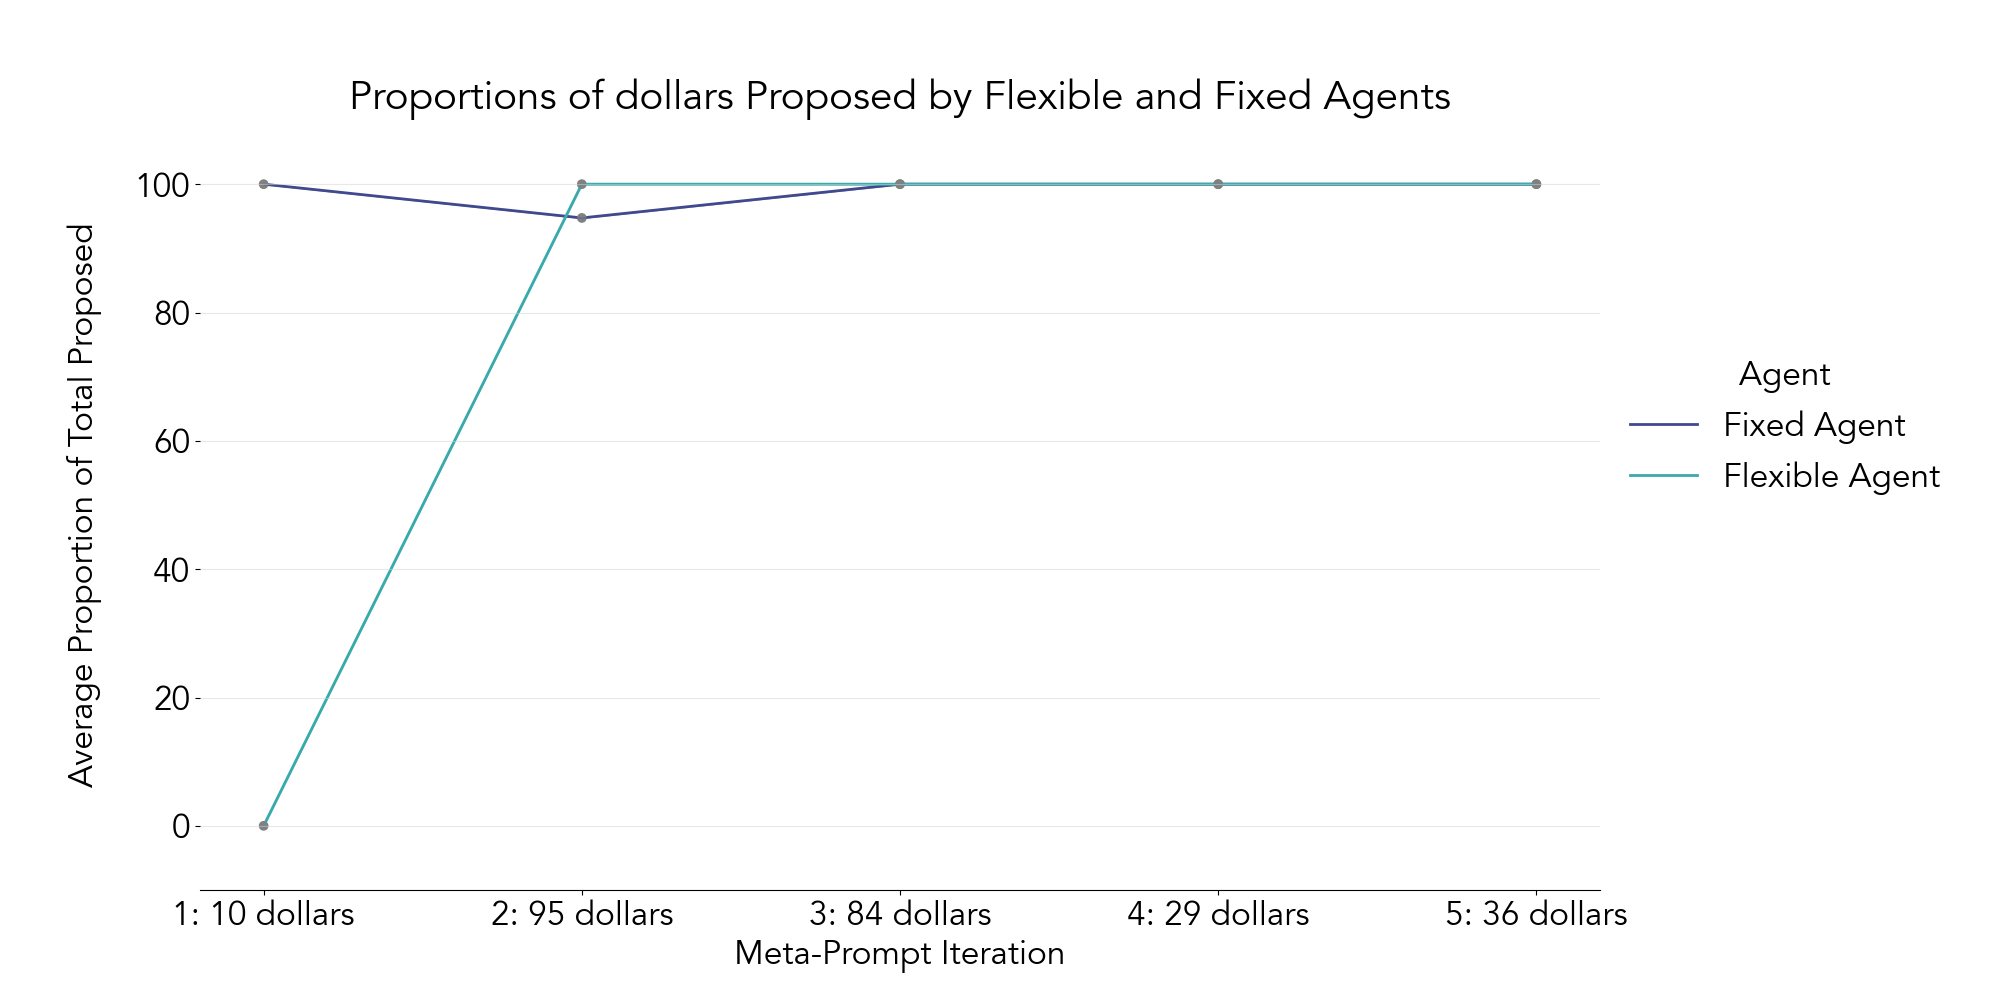 Proportions of dollars Proposed by Flexible and Fixed Agents
Average Proportion of Total Proposed
100
80
60
40
20
0
1: 10 dollars
2: 95 dollars
3: 84 dollars
4: 29 dollars
5: 36 dollars
Meta-Prompt Iteration
Agent
Fixed Agent
Flexible Agent